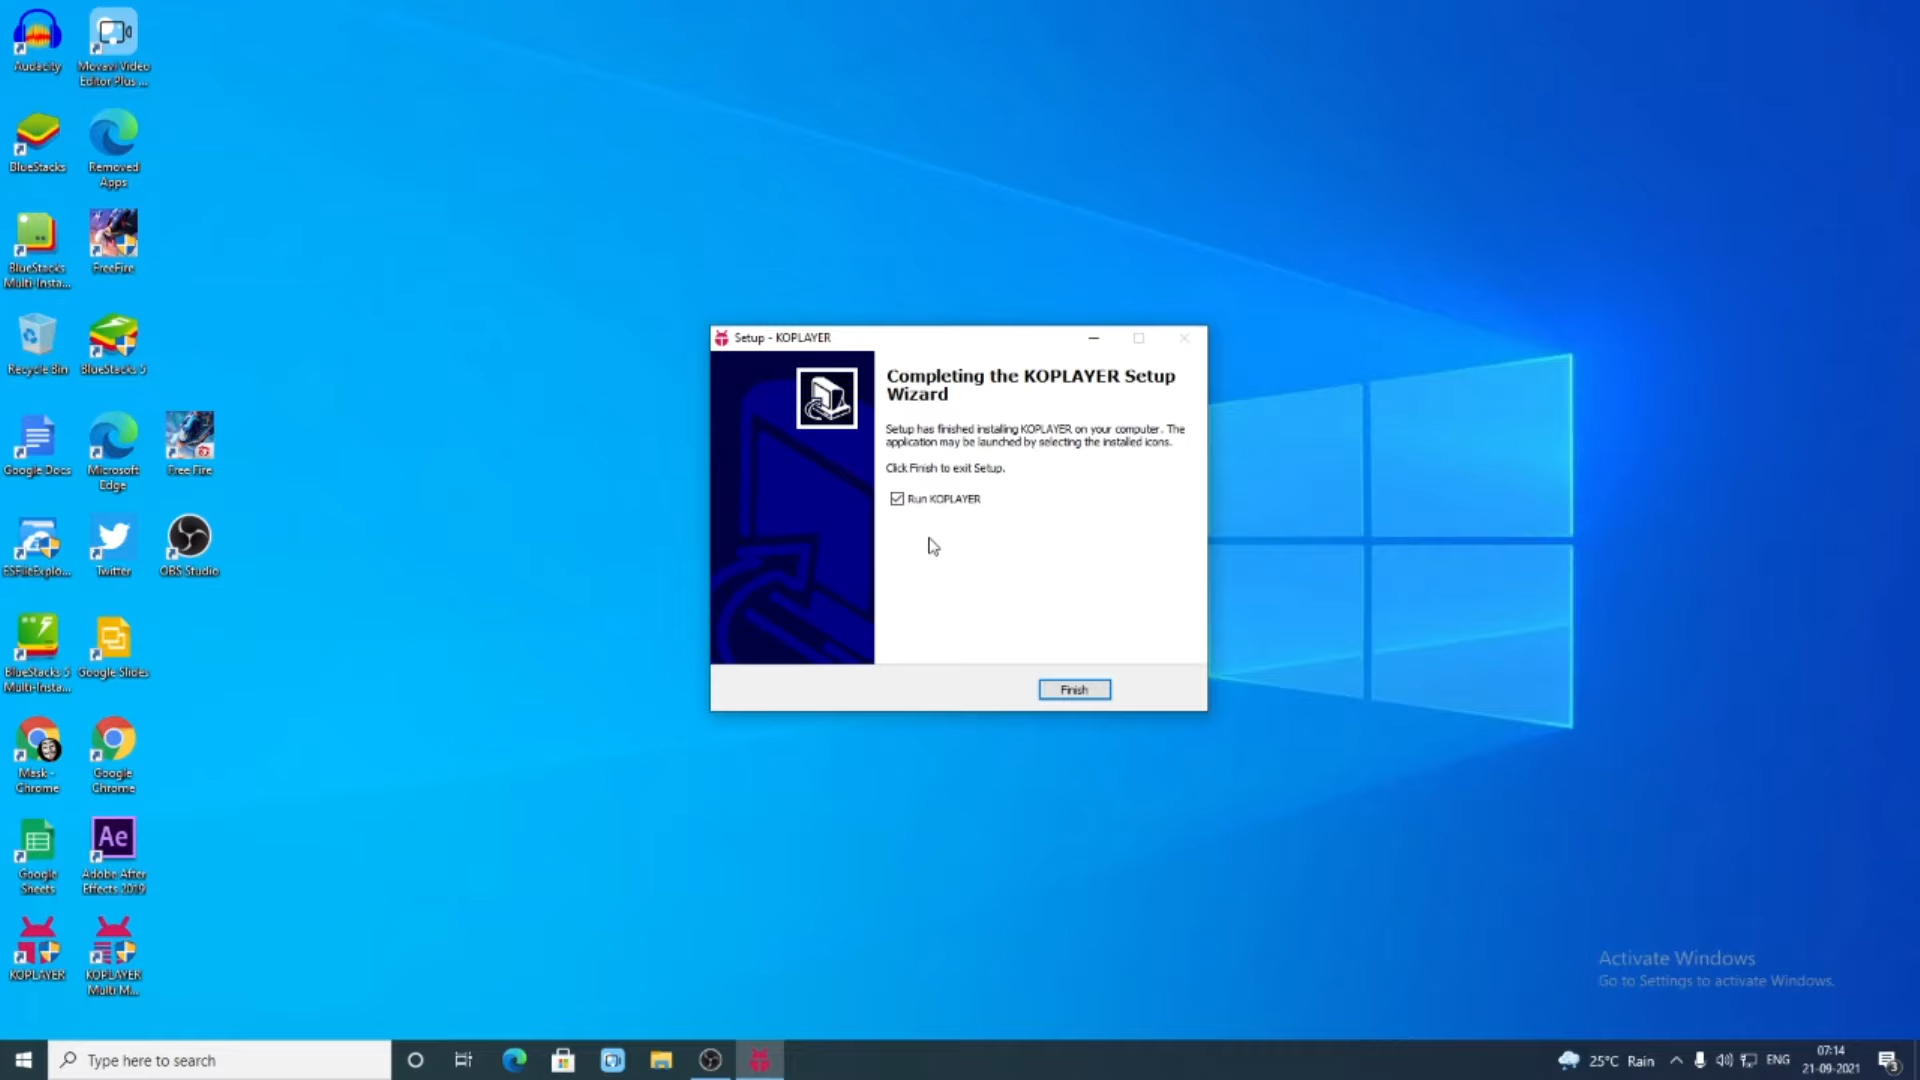 Audacity
Movavi Video
Editor Plus ...
BlueStacks
Removed
Apps
BlueStacks
Multi-Insta...
FreeFire
Recycle Bin
BlueStacks 5
Google Docs
Microsoft
Edge
Free Fire
ESFileExplo...
Twitter
OBS Studio
BlueStacks 5
Multi-Insta...
Google Slides
Mask -
Chrome
Google
Chrome
Google
Sheets
Ae
Adobe After
Effects 2019
KOPLAYER
KOPLAYER
Multi M...
Setup - KOPLAYER
Completing the KOPLAYER Setup
Wizard
Setup has finished installing KOPLAYER on your computer. The
application may be launched by selecting the installed icons.
Click Finish to exit Setup.
Run KOPLAYER
Finish
Activate Windows
Go to Settings to activate Windows.
Type here to search
25°C Rain
ENG
07:14
21-09-2021
3